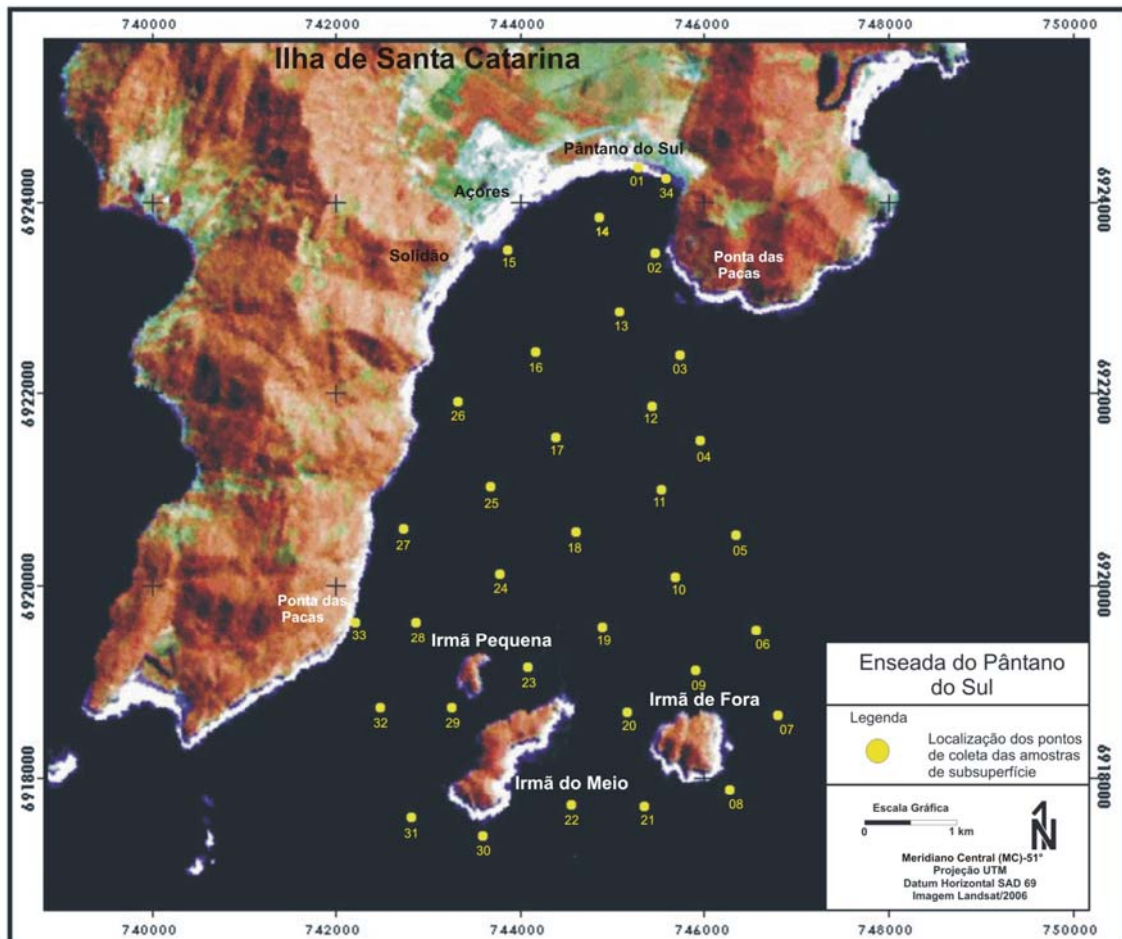 740000
742000
744000
746000
748000
750000
Ilha de Santa Catarina
Pântano do Sul
01
34
Açores
6924000
6924000
14
Solidão
15
02
Ponta das
Pacas
13
16
03
6922000
6922000
26
12
17
04
25
11
27
18
05
24
10
6920000
6920000
Ponta das
Pacas
33
28
19
06
Irmã Pequena
23
09
Irmã de Fora
32
29
20
07
6918000
6918000
Irmã do Meio
08
22
21
31
30
Enseada do Pântano
do Sul
Legenda
Localização dos pontos
de coleta das amostras
de subsuperfície
Escala Gráfica
0
1 km
N
Meridiano Central (MC)-51°
Projeção UTM
Datum Horizontal SAD 69
Imagem Landsat/2006
740000
742000
744000
746000
748000
750000